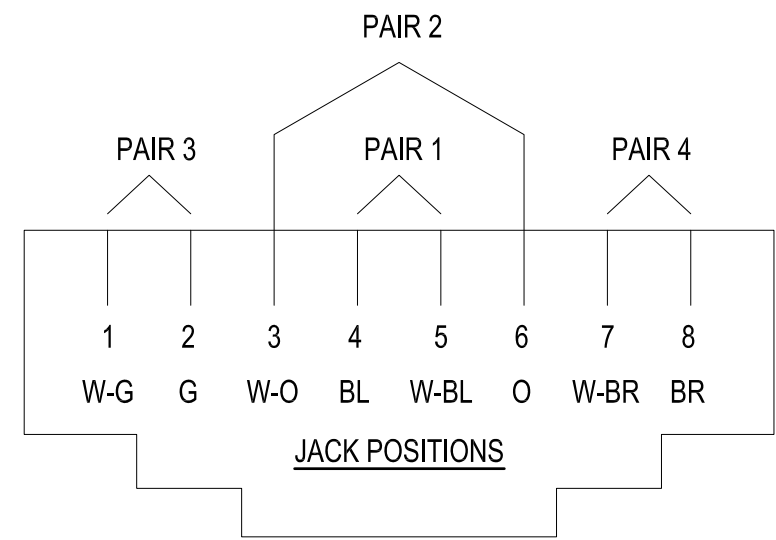 PAIR 2
PAIR 3 PAIR 1 PAIR 4
1 2 3 4 5 6 7 8
W-G G W-O BL W-BL O W-BR BR
JACK POSITIONS